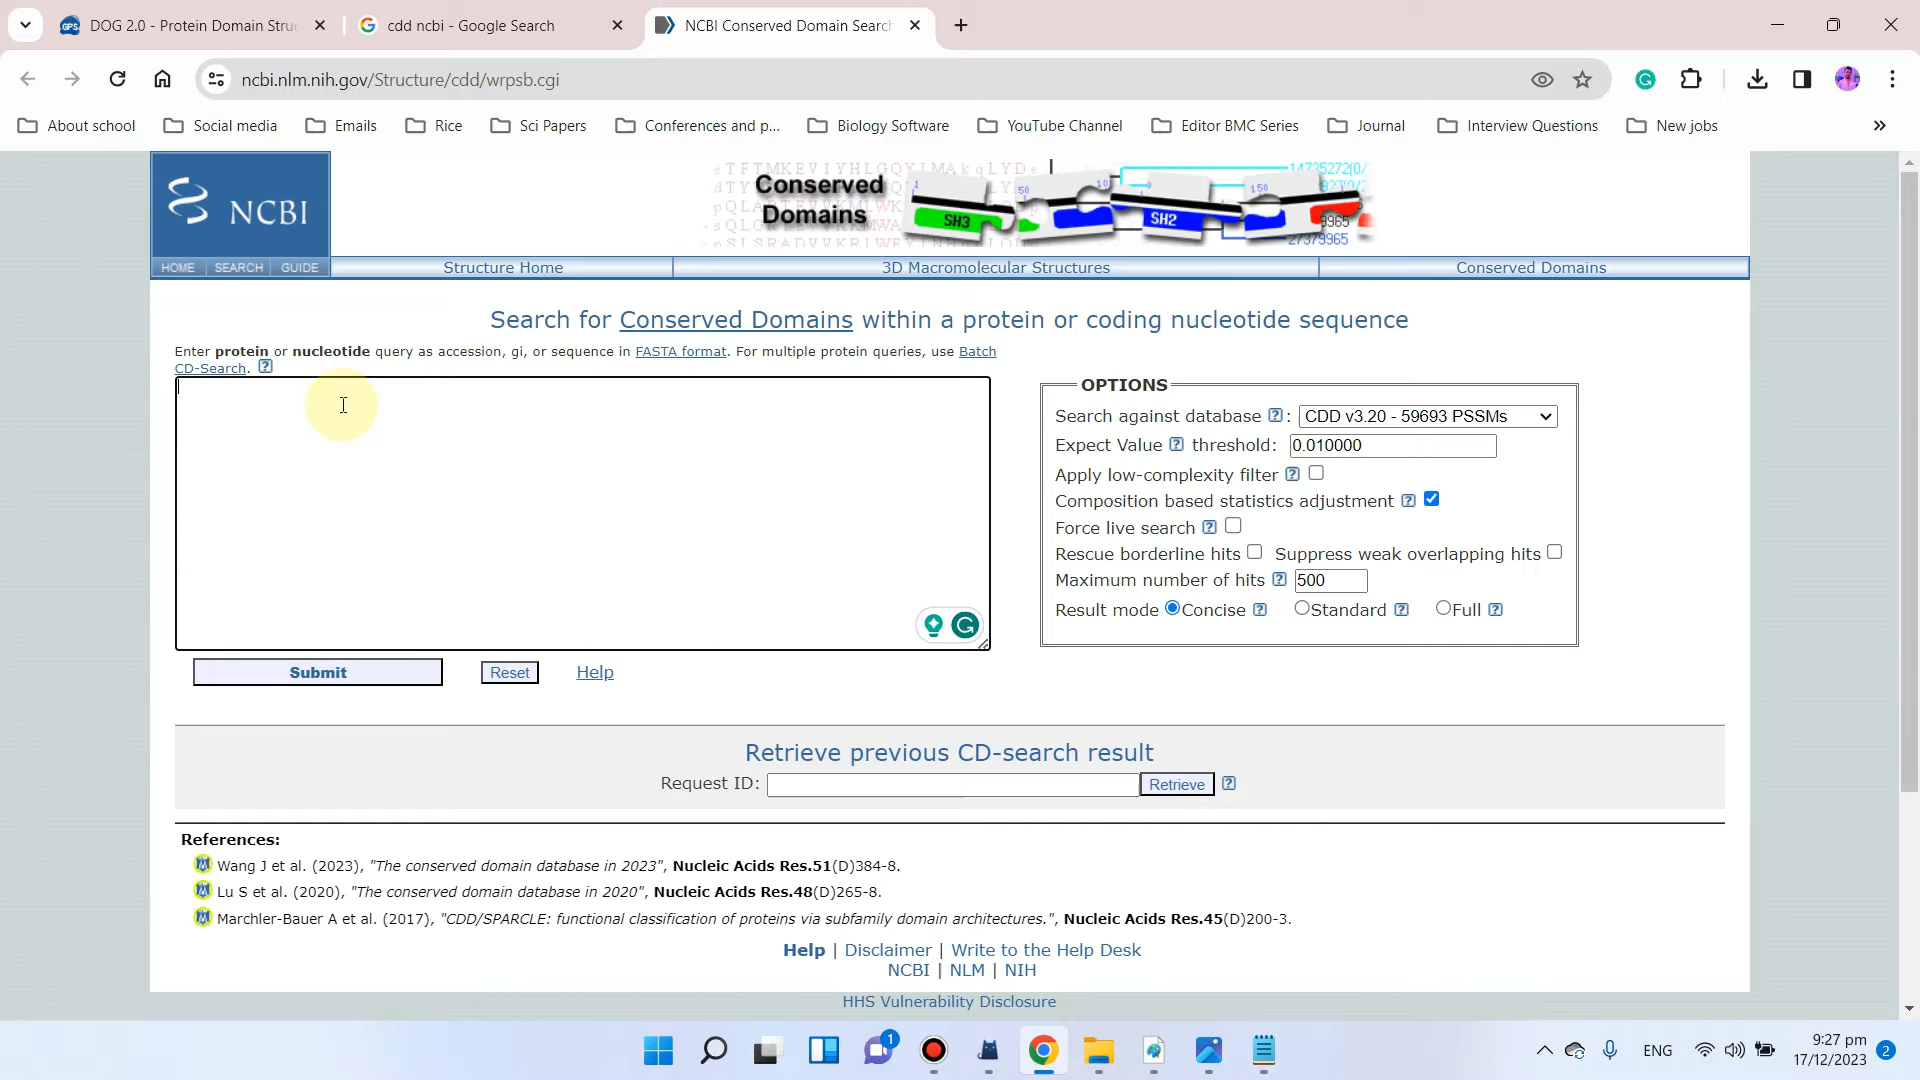 DOG 2.0 - Protein Domain Struc
cdd ncbi - Google Search
NCBI Conserved Domain Search
ncbi.nlm.nih.gov/Structure/cdd/wrpsb.cgi
About school
Social media
Emails
Rice
Sci Papers
Conferences and p...
Biology Software
YouTube Channel
Editor BMC Series
Journal
Interview Questions
New jobs
NCBI
Conserved
Domains
SH3
SH2
HOME
SEARCH
GUIDE
Structure Home
3D Macromolecular Structures
Conserved Domains
Search for Conserved Domains within a protein or coding nucleotide sequence
Enter protein or nucleotide query as accession, gi, or sequence in FASTA format. For multiple protein queries, use Batch
CD-Search.
OPTIONS
Search against database : CDD v3.20 - 59693 PSSMs
Expect Value threshold: 0.010000
Apply low-complexity filter
Composition based statistics adjustment
Force live search
Rescue borderline hits Suppress weak overlapping hits
Maximum number of hits 500
Result mode Concise Standard Full
Submit
Reset
Help
Retrieve previous CD-search result
Request ID: Retrieve
References:
Wang J et al. (2023), "The conserved domain database in 2023", Nucleic Acids Res.51(D)384-8.
Lu S et al. (2020), "The conserved domain database in 2020", Nucleic Acids Res.48(D)265-8.
Marchler-Bauer A et al. (2017), "CDD/SPARCLE: functional classification of proteins via subfamily domain architectures.", Nucleic Acids Res.45(D)200-3.
Help | Disclaimer | Write to the Help Desk
NCBI | NLM | NIH
HHS Vulnerability Disclosure
1
ENG
9:27 pm
17/12/2023
2